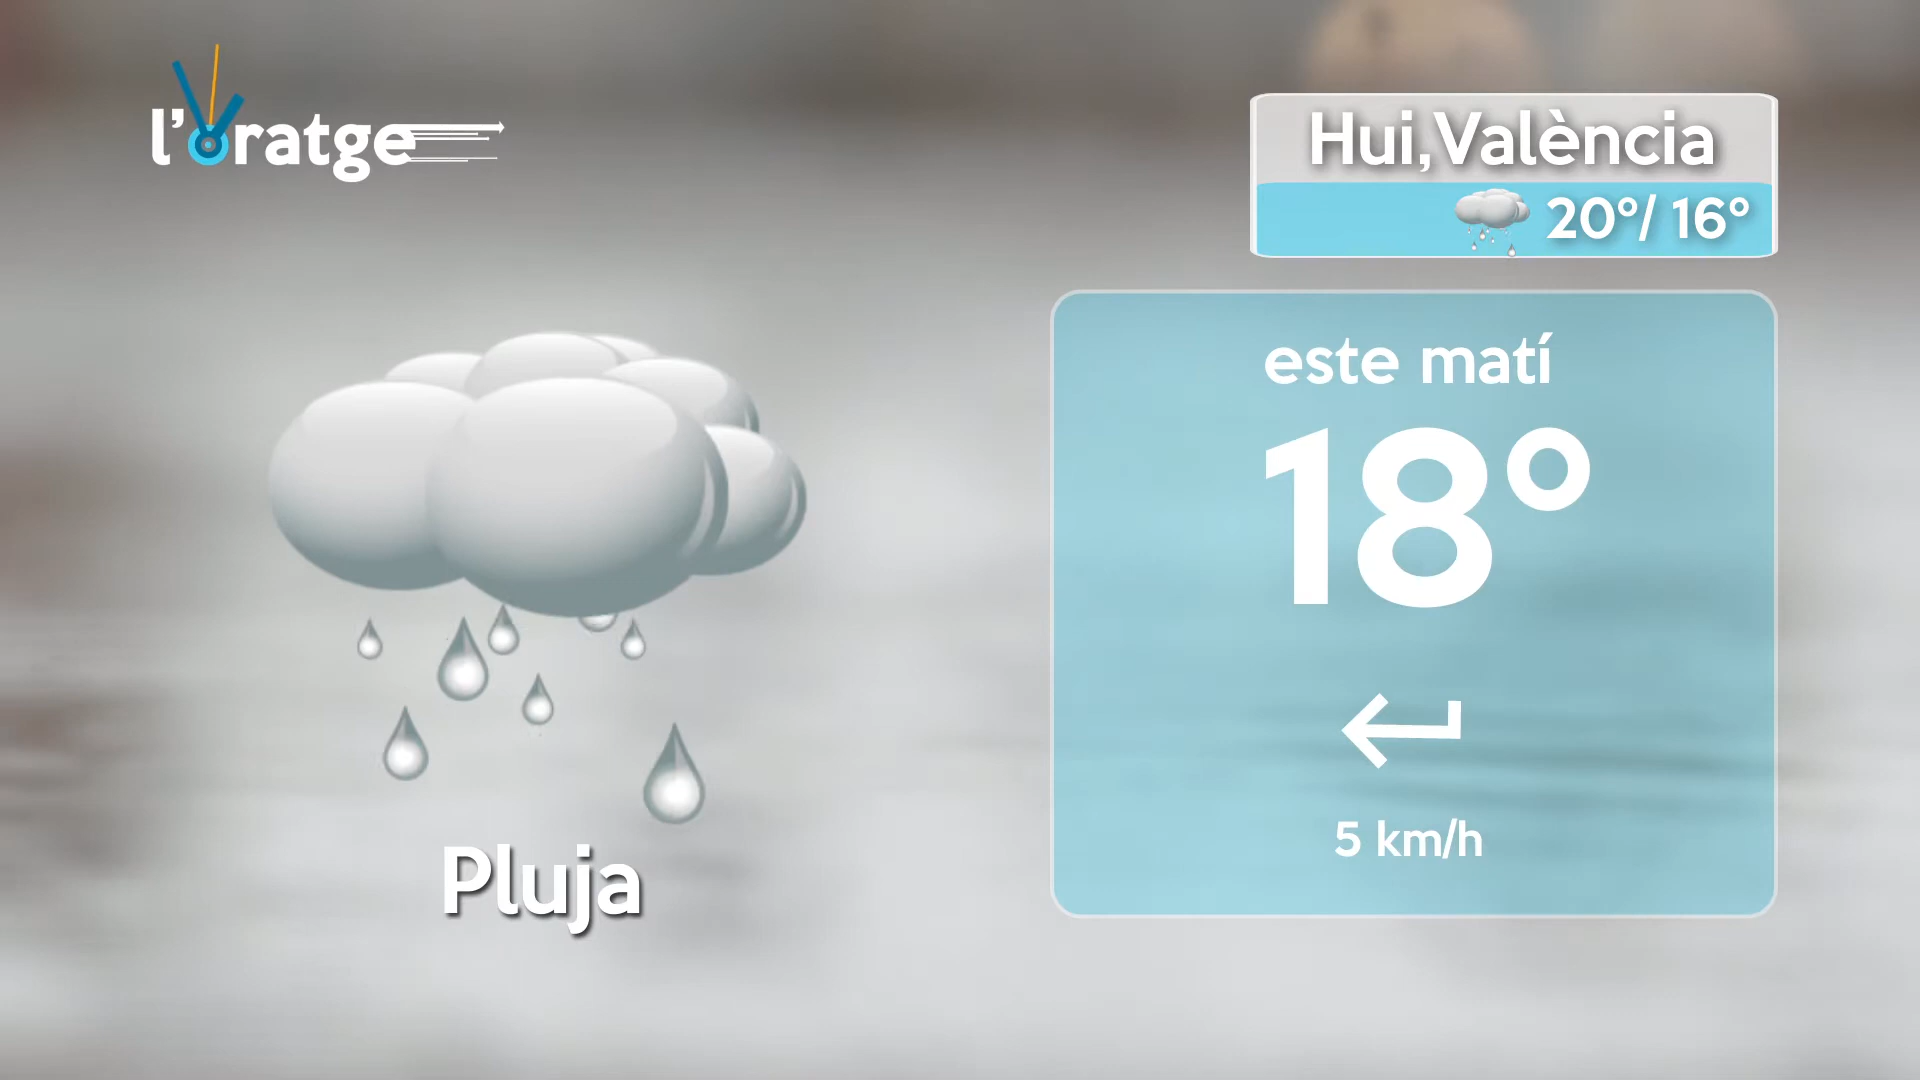 l'Oratge
Hui,València
20°/ 16°
este matí
18°
5 km/h
Pluja